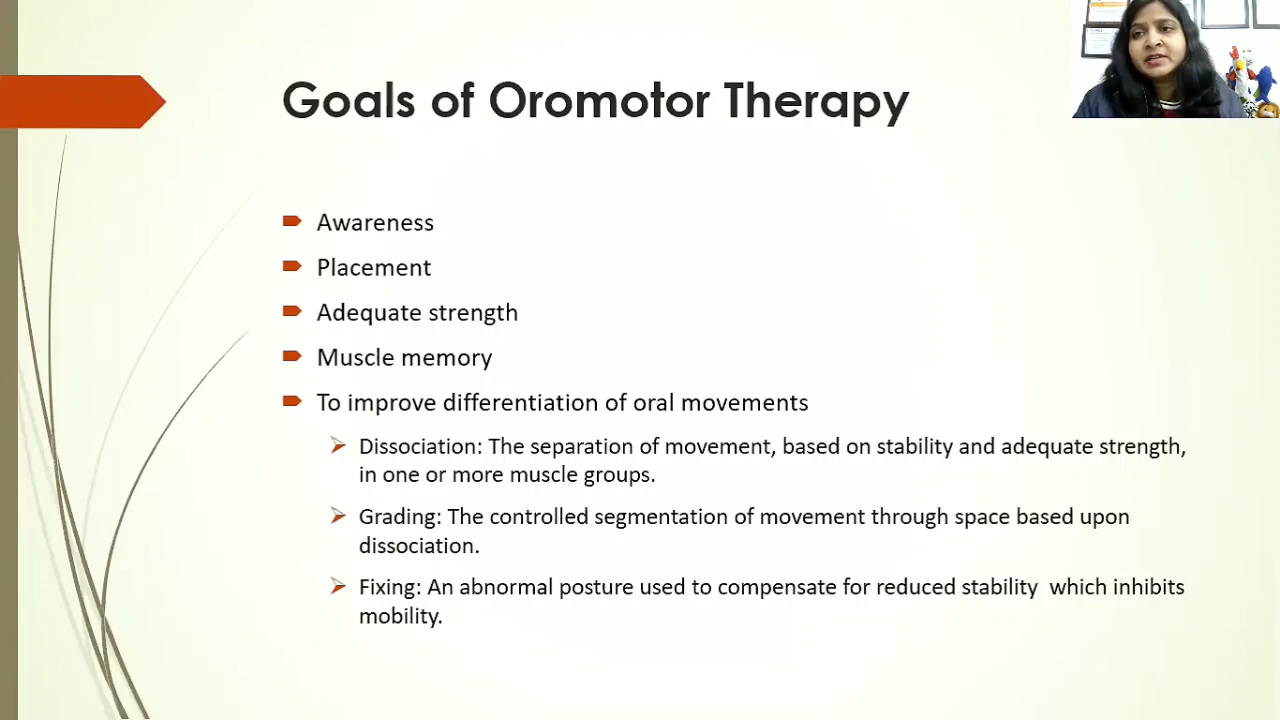 Goals of Oromotor Therapy
Awareness
Placement
Adequate strength
Muscle memory
To improve differentiation of oral movements
Dissociation: The separation of movement, based on stability and adequate strength,
in one or more muscle groups.
Grading: The controlled segmentation of movement through space based upon
dissociation.
Fixing: An abnormal posture used to compensate for reduced stability  which inhibits
mobility.